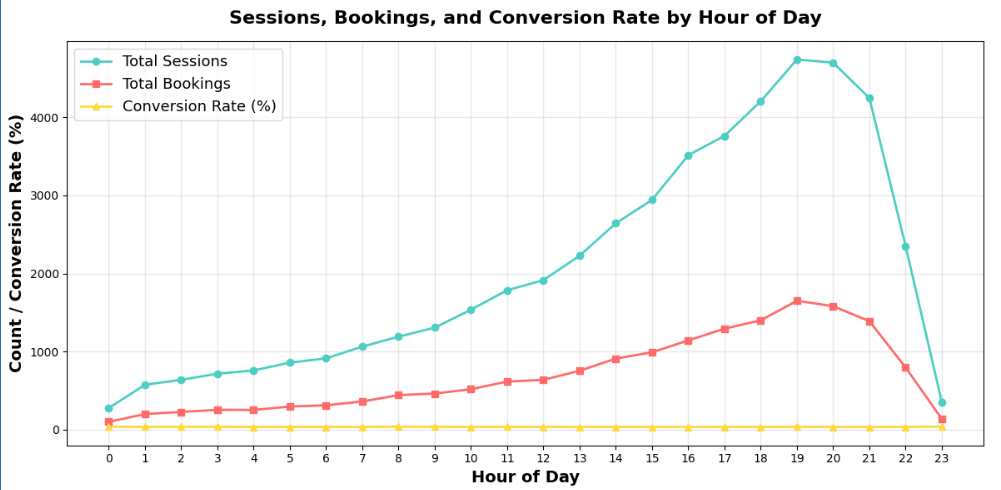 Sessions, Bookings, and Conversion Rate by Hour of Day
Total Sessions
Total Bookings
Conversion Rate (%)
Count / Conversion Rate (%)
4000
3000
2000
1000
0
0 1 2 3 4 5 6 7 8 9 10 11 12 13 14 15 16 17 18 19 20 21 22 23
Hour of Day